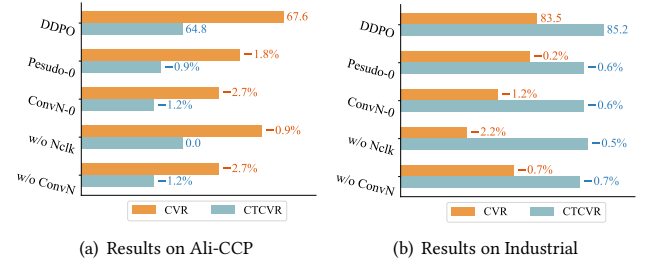 DDPO 67.6
64.8
Pesudo-0 −1.8%
−0.9%
ConvN-0 −2.7%
−1.2%
w/o Nclk −0.9%
0.0
w/o ConvN −2.7%
−1.2%
CVR CTCVR
(a) Results on Ali-CCP
DDPO 83.5
85.2
Pesudo-0 −0.2%
−0.6%
ConvN-0 −1.2%
−0.6%
w/o Nclk −2.2%
−0.5%
w/o ConvN −0.7%
−0.7%
CVR CTCVR
(b) Results on Industrial